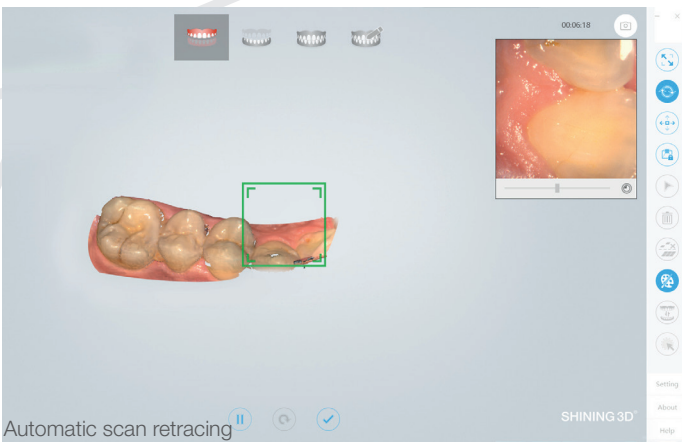 00:06:18
Setting
About
SHINING 3D
Automatic scan retracing
Help